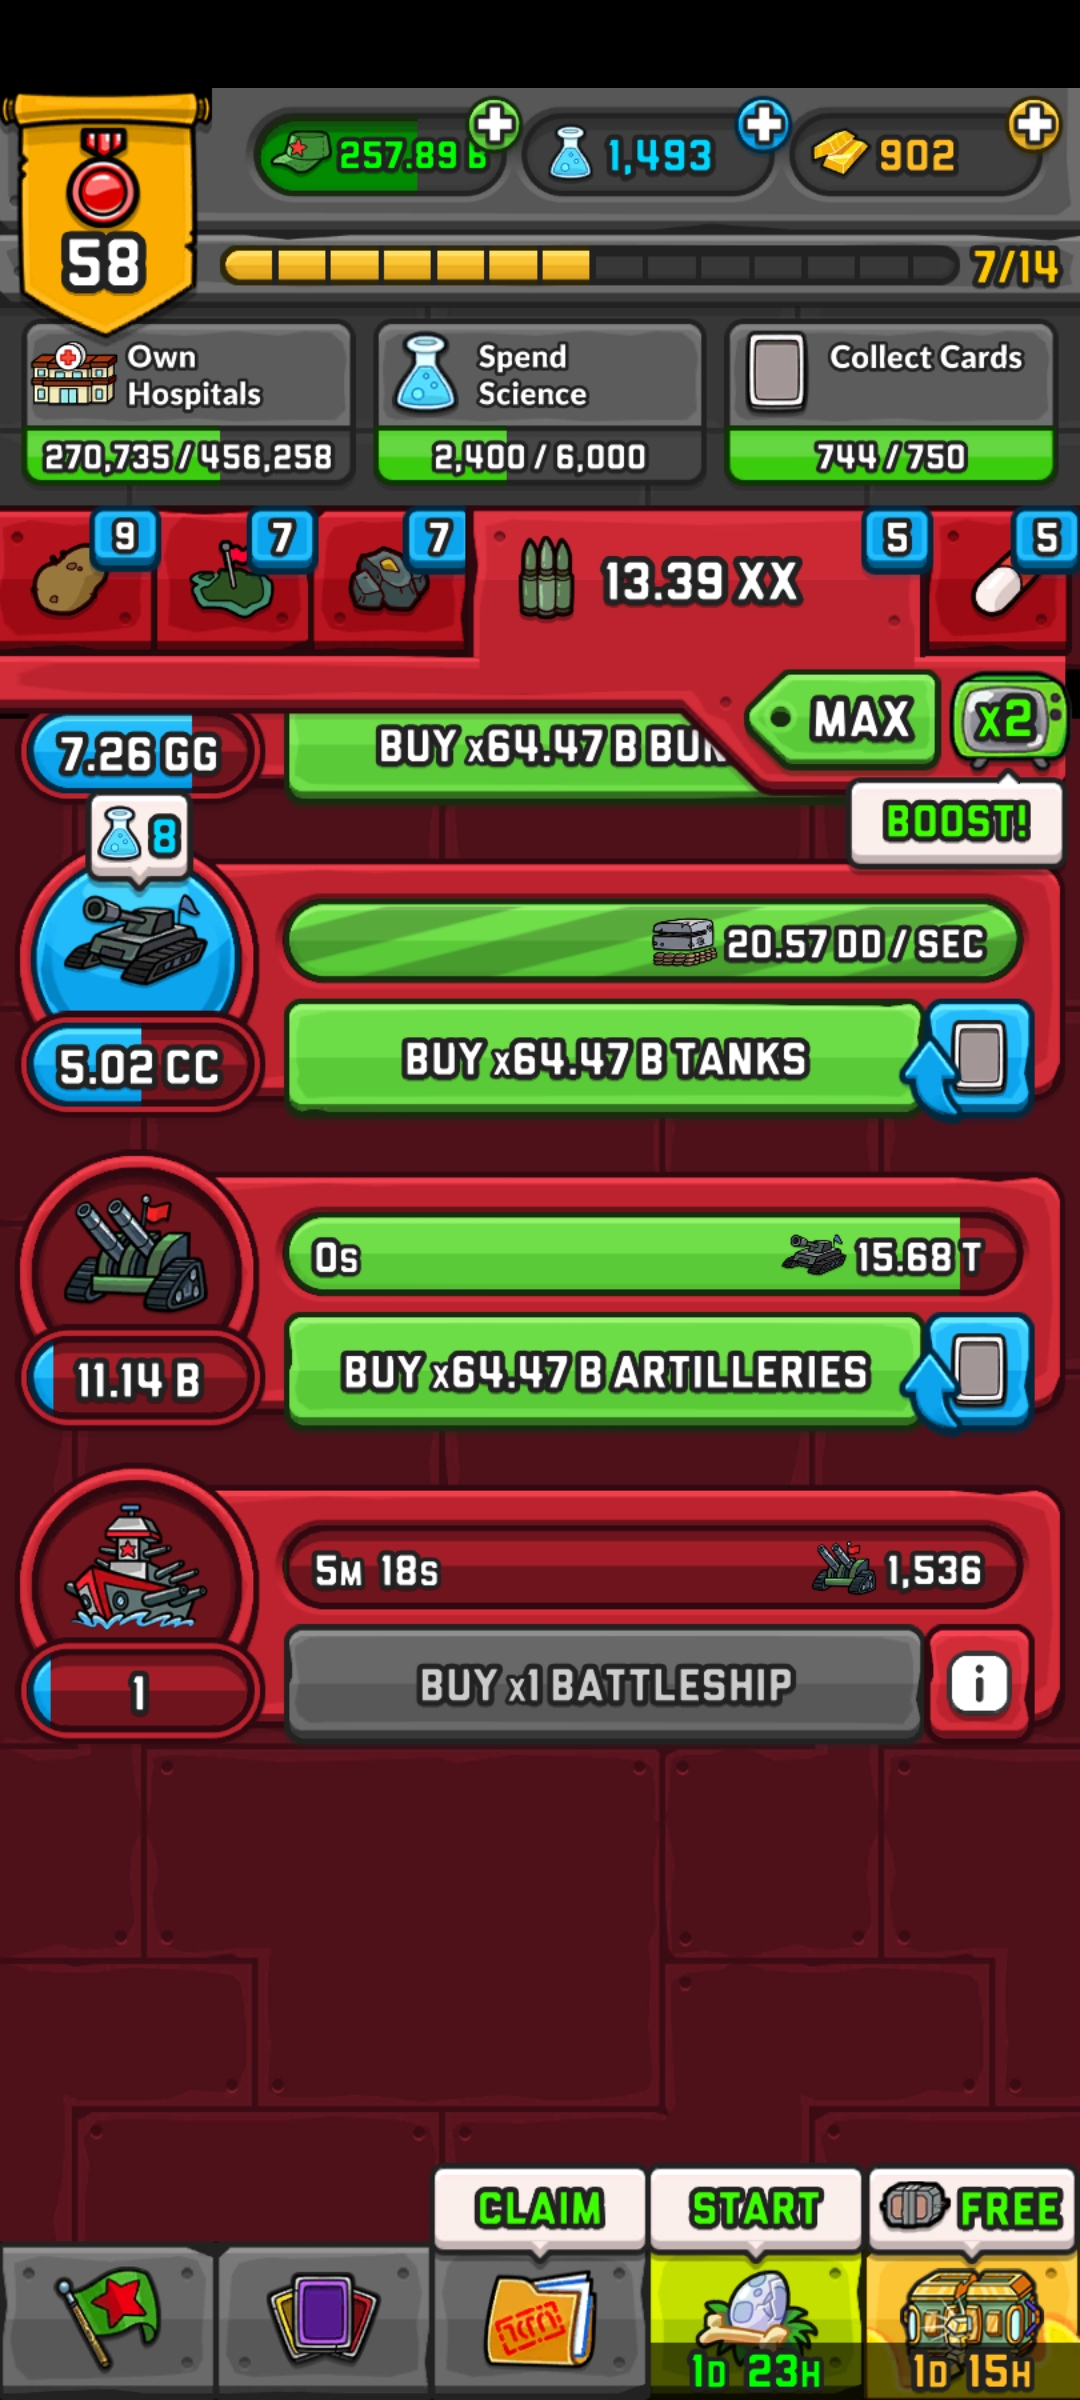 257.89 B
1,493
902
58
7/14
Own
Hospitals
270,735/456,258
Spend
Science
2,400 / 6,000
Collect Cards
744/750
9
7
7
13.39 XX
5
5
MAX
x2
7.26 GG
BUY x64.47 B
BOOST!
8
20.57 DD / SEC
5.02 CC
BUY x64.47 B TANKS
0s
15.68 T
11.14 B
BUY x64.47 B ARTILLERIES
5M 18s
1,536
1
BUY x1 BATTLESHIP
i
CLAIM
START
FREE
1D 23H
1D 15H